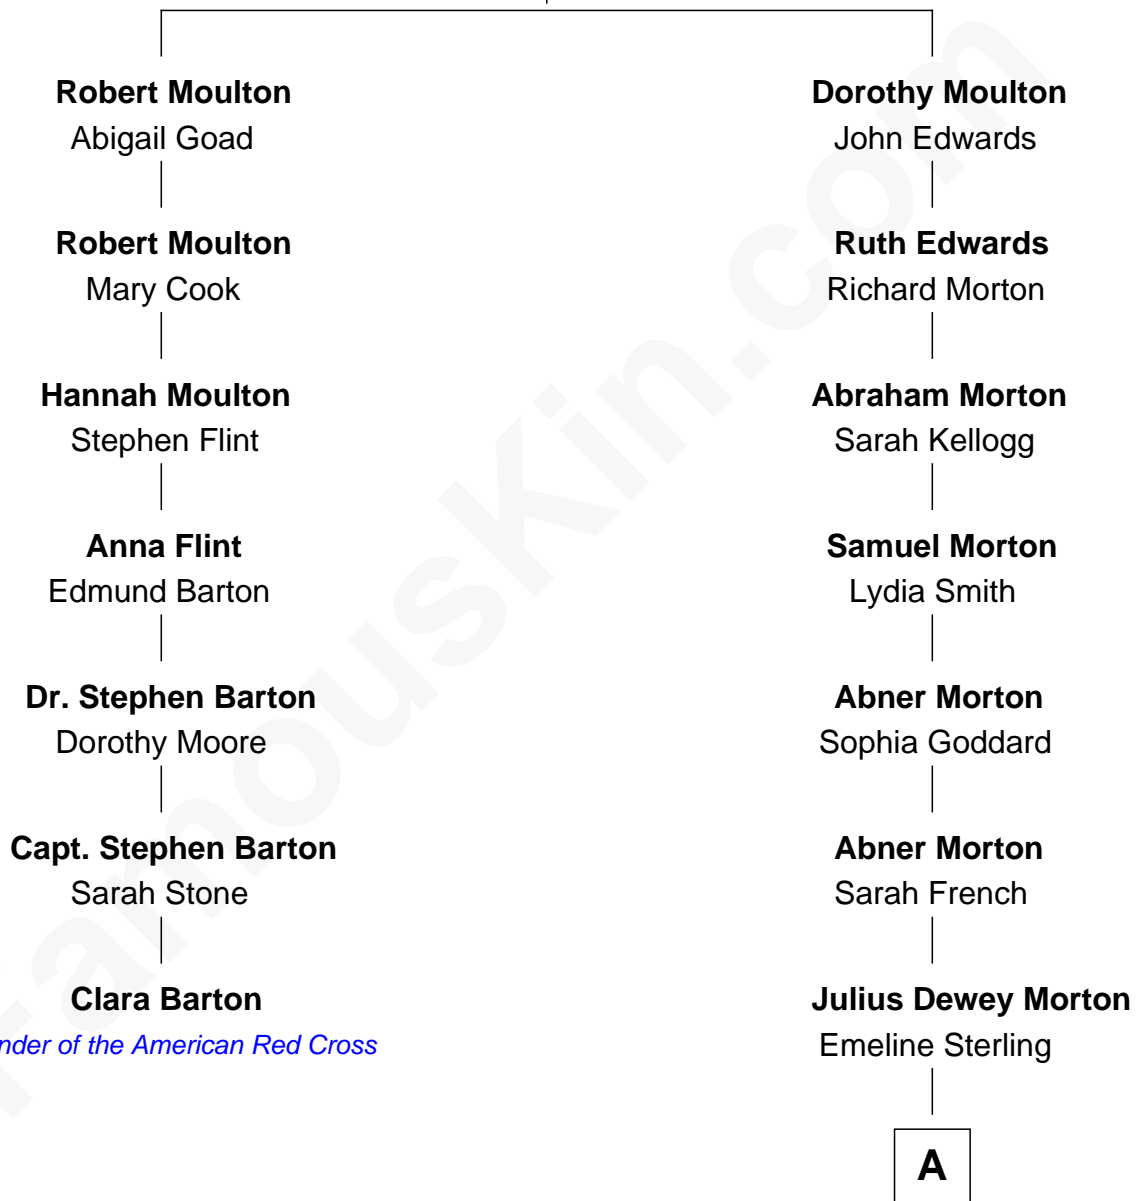 Robert Moulton
Abigail Goad
Dorothy Moulton
John Edwards
Robert Moulton
Mary Cook
Ruth Edwards
Richard Morton
Hannah Moulton
Stephen Flint
Abraham Morton
Sarah Kellogg
Anna Flint
Edmund Barton
Samuel Morton
Lydia Smith
Dr. Stephen Barton
Dorothy Moore
Abner Morton
Sophia Goddard
Capt. Stephen Barton
Sarah Stone
Abner Morton
Sarah French
Clara Barton
nder of the American Red Cross
Julius Dewey Morton
Emeline Sterling
A
FamousKin.com